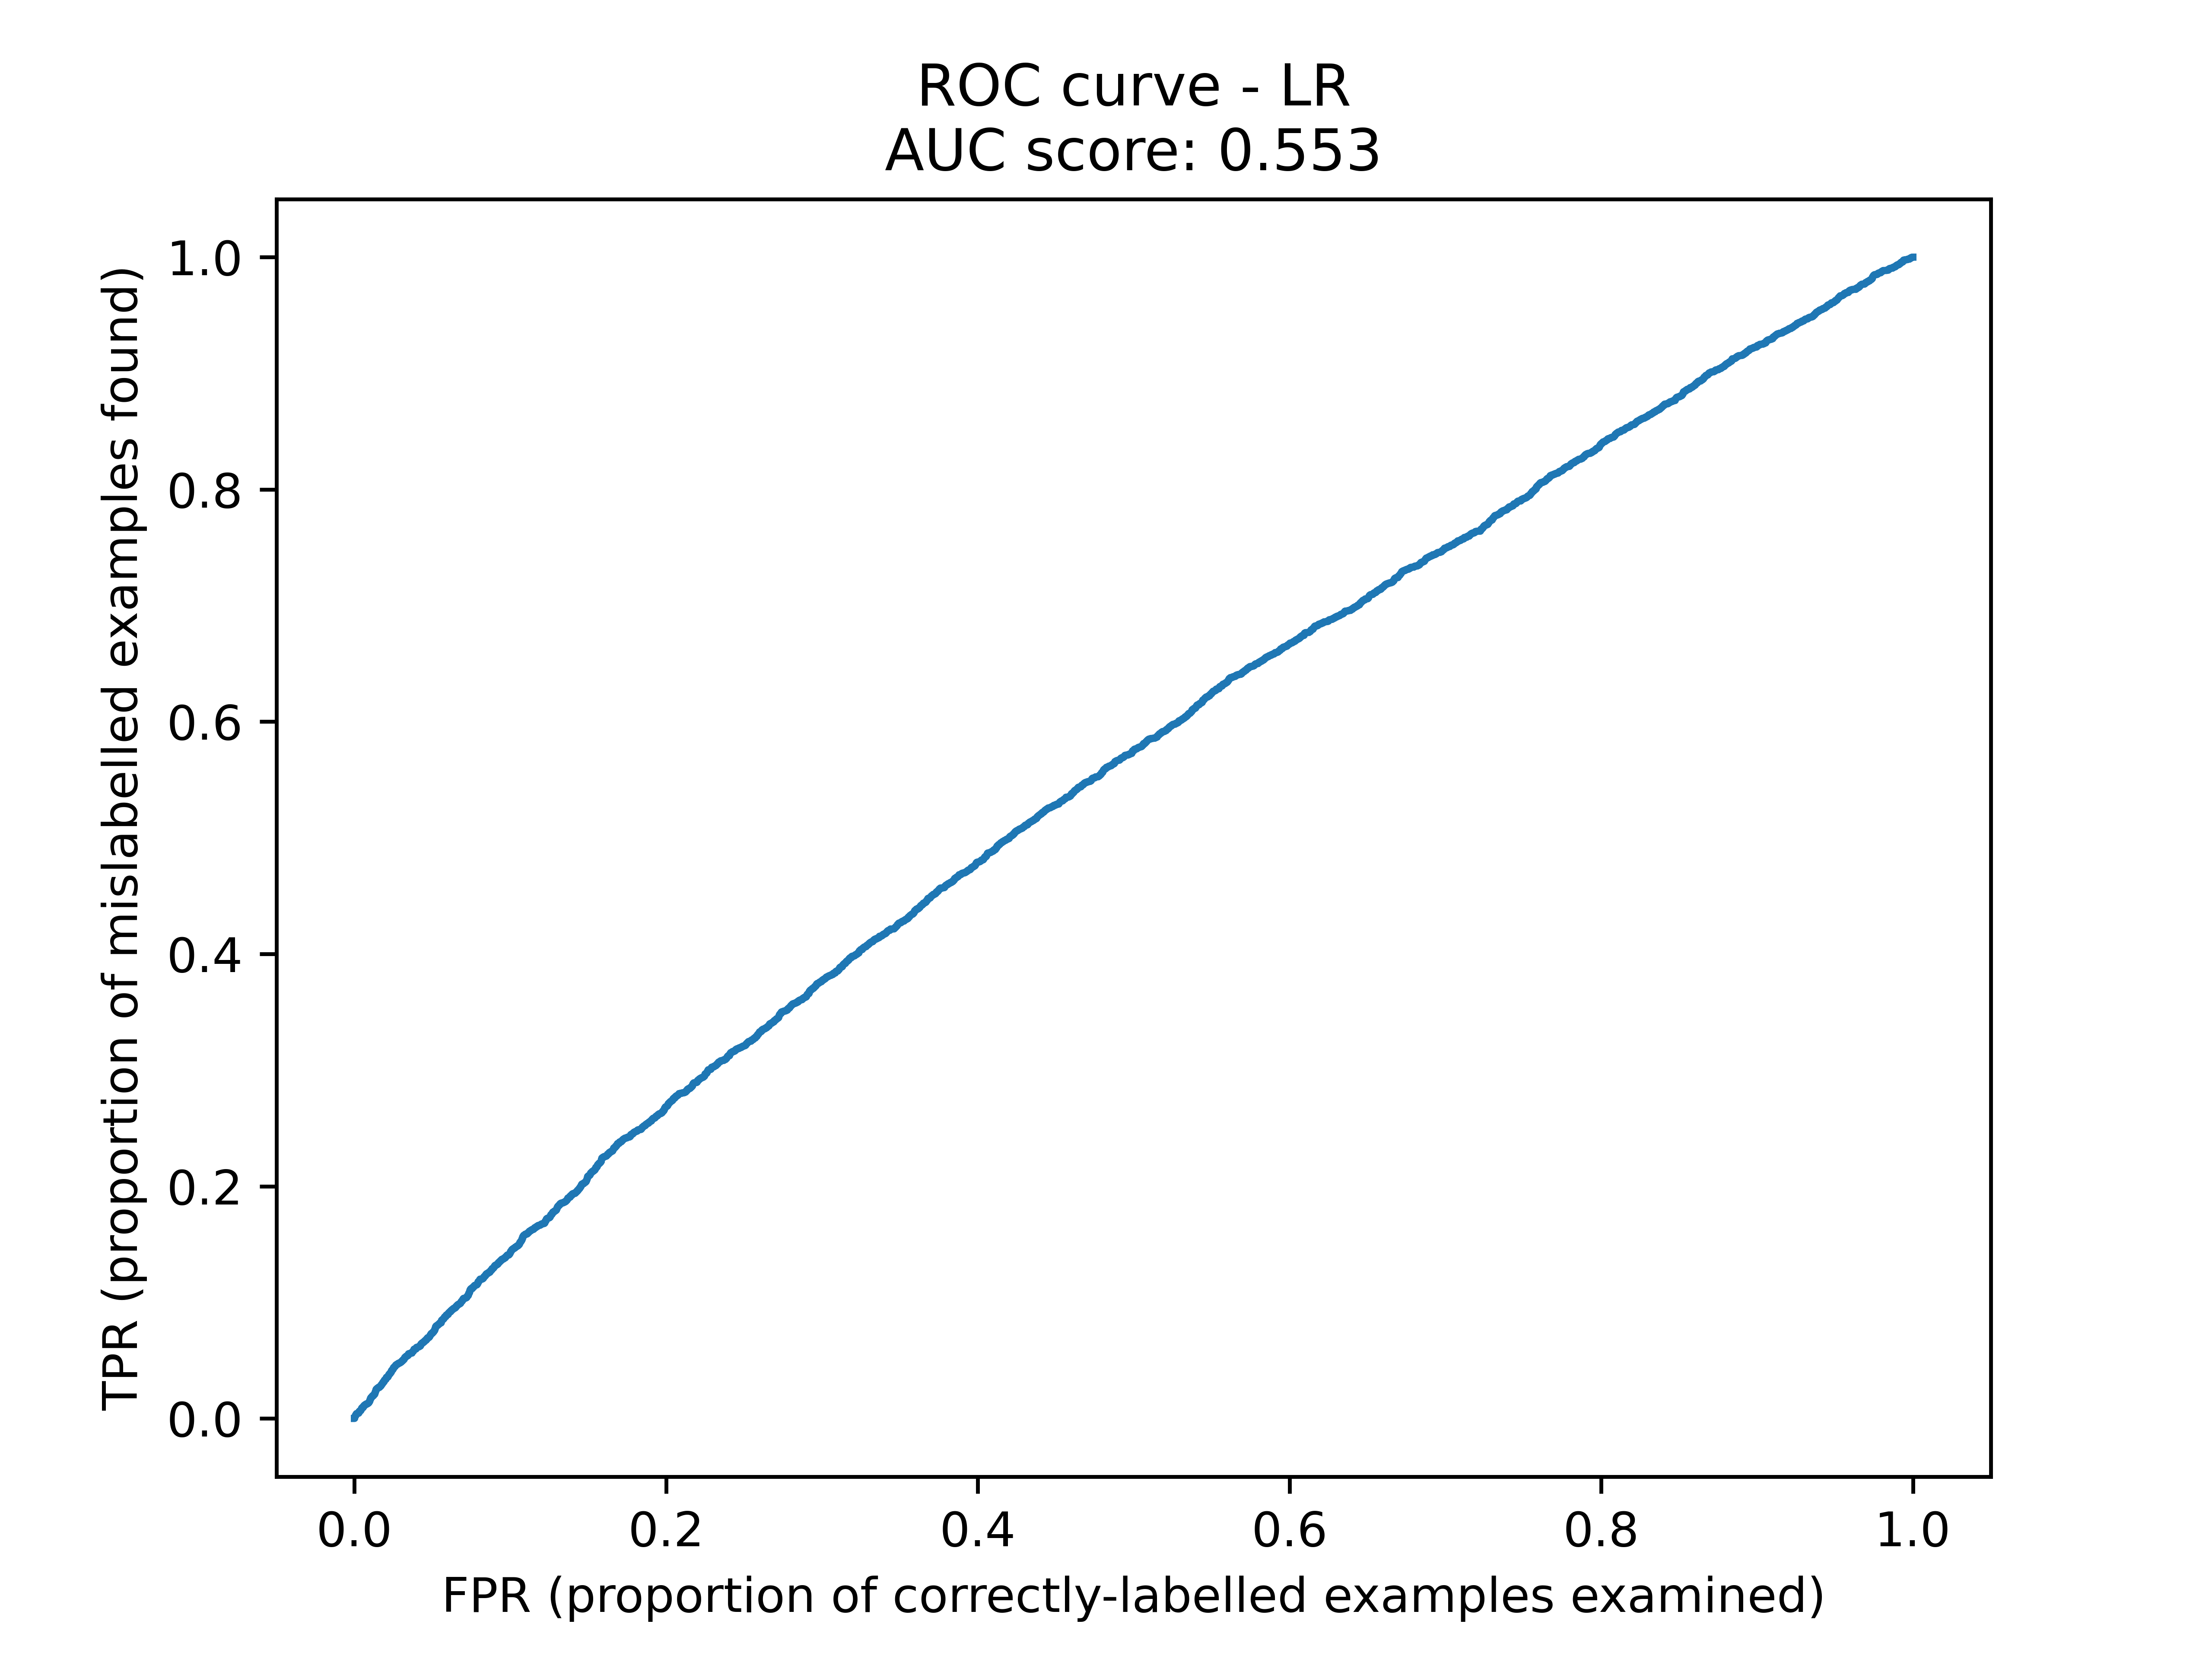 ROC curve - LR
AUC score: 0.553
TPR (proportion of mislabelled examples found)
1.0
0.8
0.6
0.4
0.2
0.0
0.0 0.2 0.4 0.6 0.8 1.0
FPR (proportion of correctly-labelled examples examined)